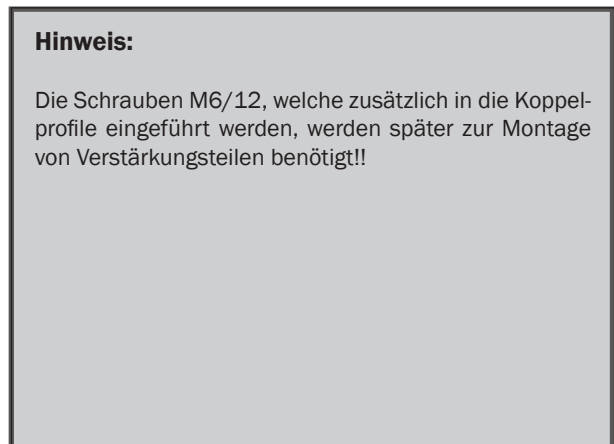 Hinweis:
Die Schrauben M6/12, welche zusätzlich in die Koppel-
profile eingeführt werden, werden später zur Montage
von Verstärkungsteilen benötigt!!